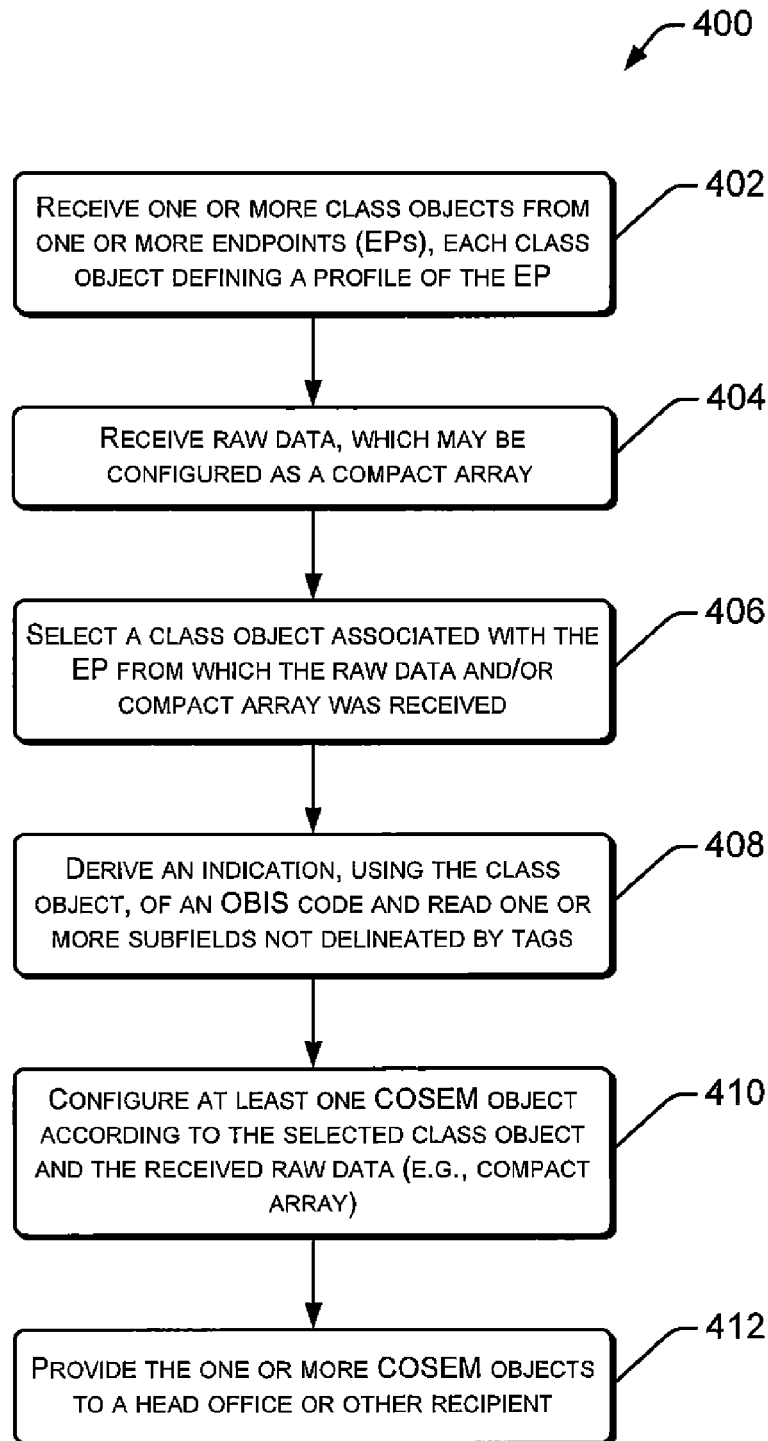 400
402
RECEIVE ONE OR MORE CLASS OBJECTS FROM
ONE OR MORE ENDPOINTS (EPS), EACH CLASS
OBJECT DEFINING A PROFILE OF THE EP
404
RECEIVE RAW DATA, WHICH MAY BE
CONFIGURED AS A COMPACT ARRAY
406
SELECT A CLASS OBJECT ASSOCIATED WITH THE
EP FROM WHICH THE RAW DATA AND/OR
COMPACT ARRAY WAS RECEIVED
408
DERIVE AN INDICATION, USING THE CLASS
OBJECT, OF AN OBIS CODE AND READ ONE OR
MORE SUBFIELDS NOT DELINEATED BY TAGS
410
CONFIGURE AT LEAST ONE COSEM OBJECT
ACCORDING TO THE SELECTED CLASS OBJECT
AND THE RECEIVED RAW DATA (E.G., COMPACT
ARRAY)
412
PROVIDE THE ONE OR MORE COSEM OBJECTS
TO A HEAD OFFICE OR OTHER RECIPIENT